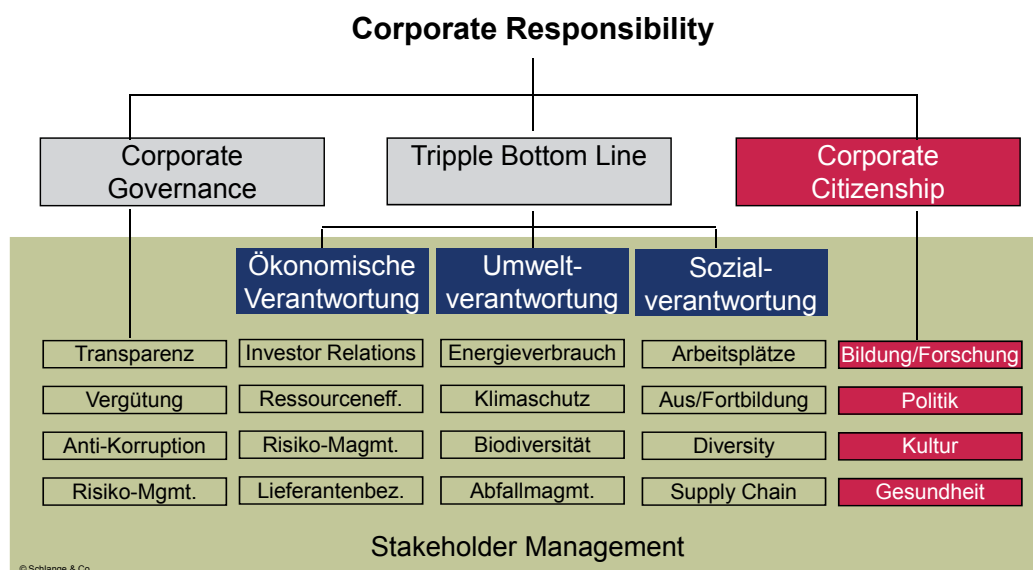 Corporate Responsibility
Corporate
Governance
Tripple Bottom Line
Corporate
Citizenship
Ökonomische
Verantwortung
Umwelt-
verantwortung
Sozial-
verantwortung
Transparenz
Investor Relations
Energieverbrauch
Arbeitsplätze
Bildung/Forschung
Vergütung
Ressourceneff.
Klimaschutz
Aus/Fortbildung
Politik
Anti-Korruption
Risiko-Magmt.
Biodiversität
Diversity
Kultur
Risiko-Mgmt.
Lieferantenbez.
Abfallmagmt.
Supply Chain
Gesundheit
Stakeholder Management
© Schlange & Co